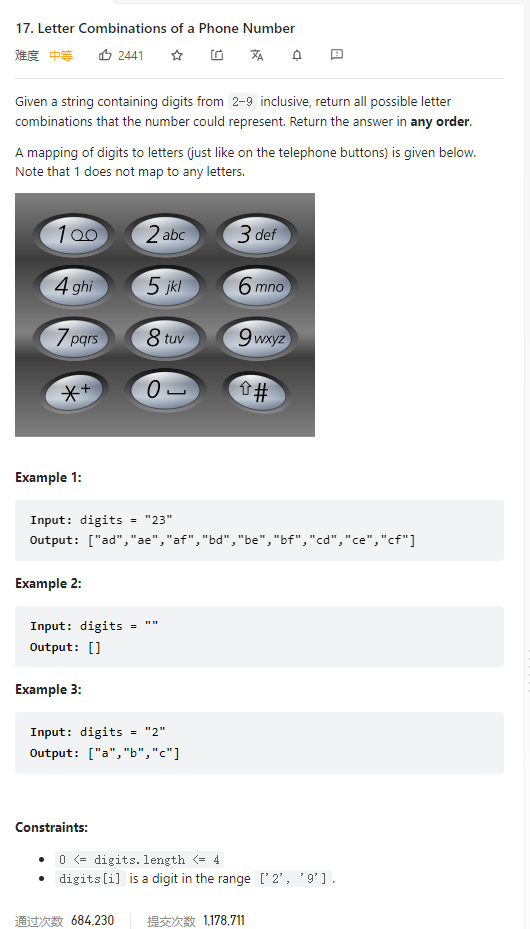 17. Letter Combinations of a Phone Number
难度 中等 2441
Given a string containing digits from 2-9 inclusive, return all possible letter
combinations that the number could represent. Return the answer in any order.
A mapping of digits to letters (just like on the telephone buttons) is given below.
Note that 1 does not map to any letters.
1 2 abc 3 def
4 ghi 5 jkl 6 mno
7 pqrs 8 tuv 9 wxyz
*+ 0 #
Example 1:
Input: digits = "23"
Output: ["ad","ae","af","bd","be","bf","cd","ce","cf"]
Example 2:
Input: digits = ""
Output: []
Example 3:
Input: digits = "2"
Output: ["a","b","c"]
Constraints:
• 0 <= digits.length <= 4
• digits[i] is a digit in the range ['2', '9'].
通过次数 684,230 提交次数 1,178,711